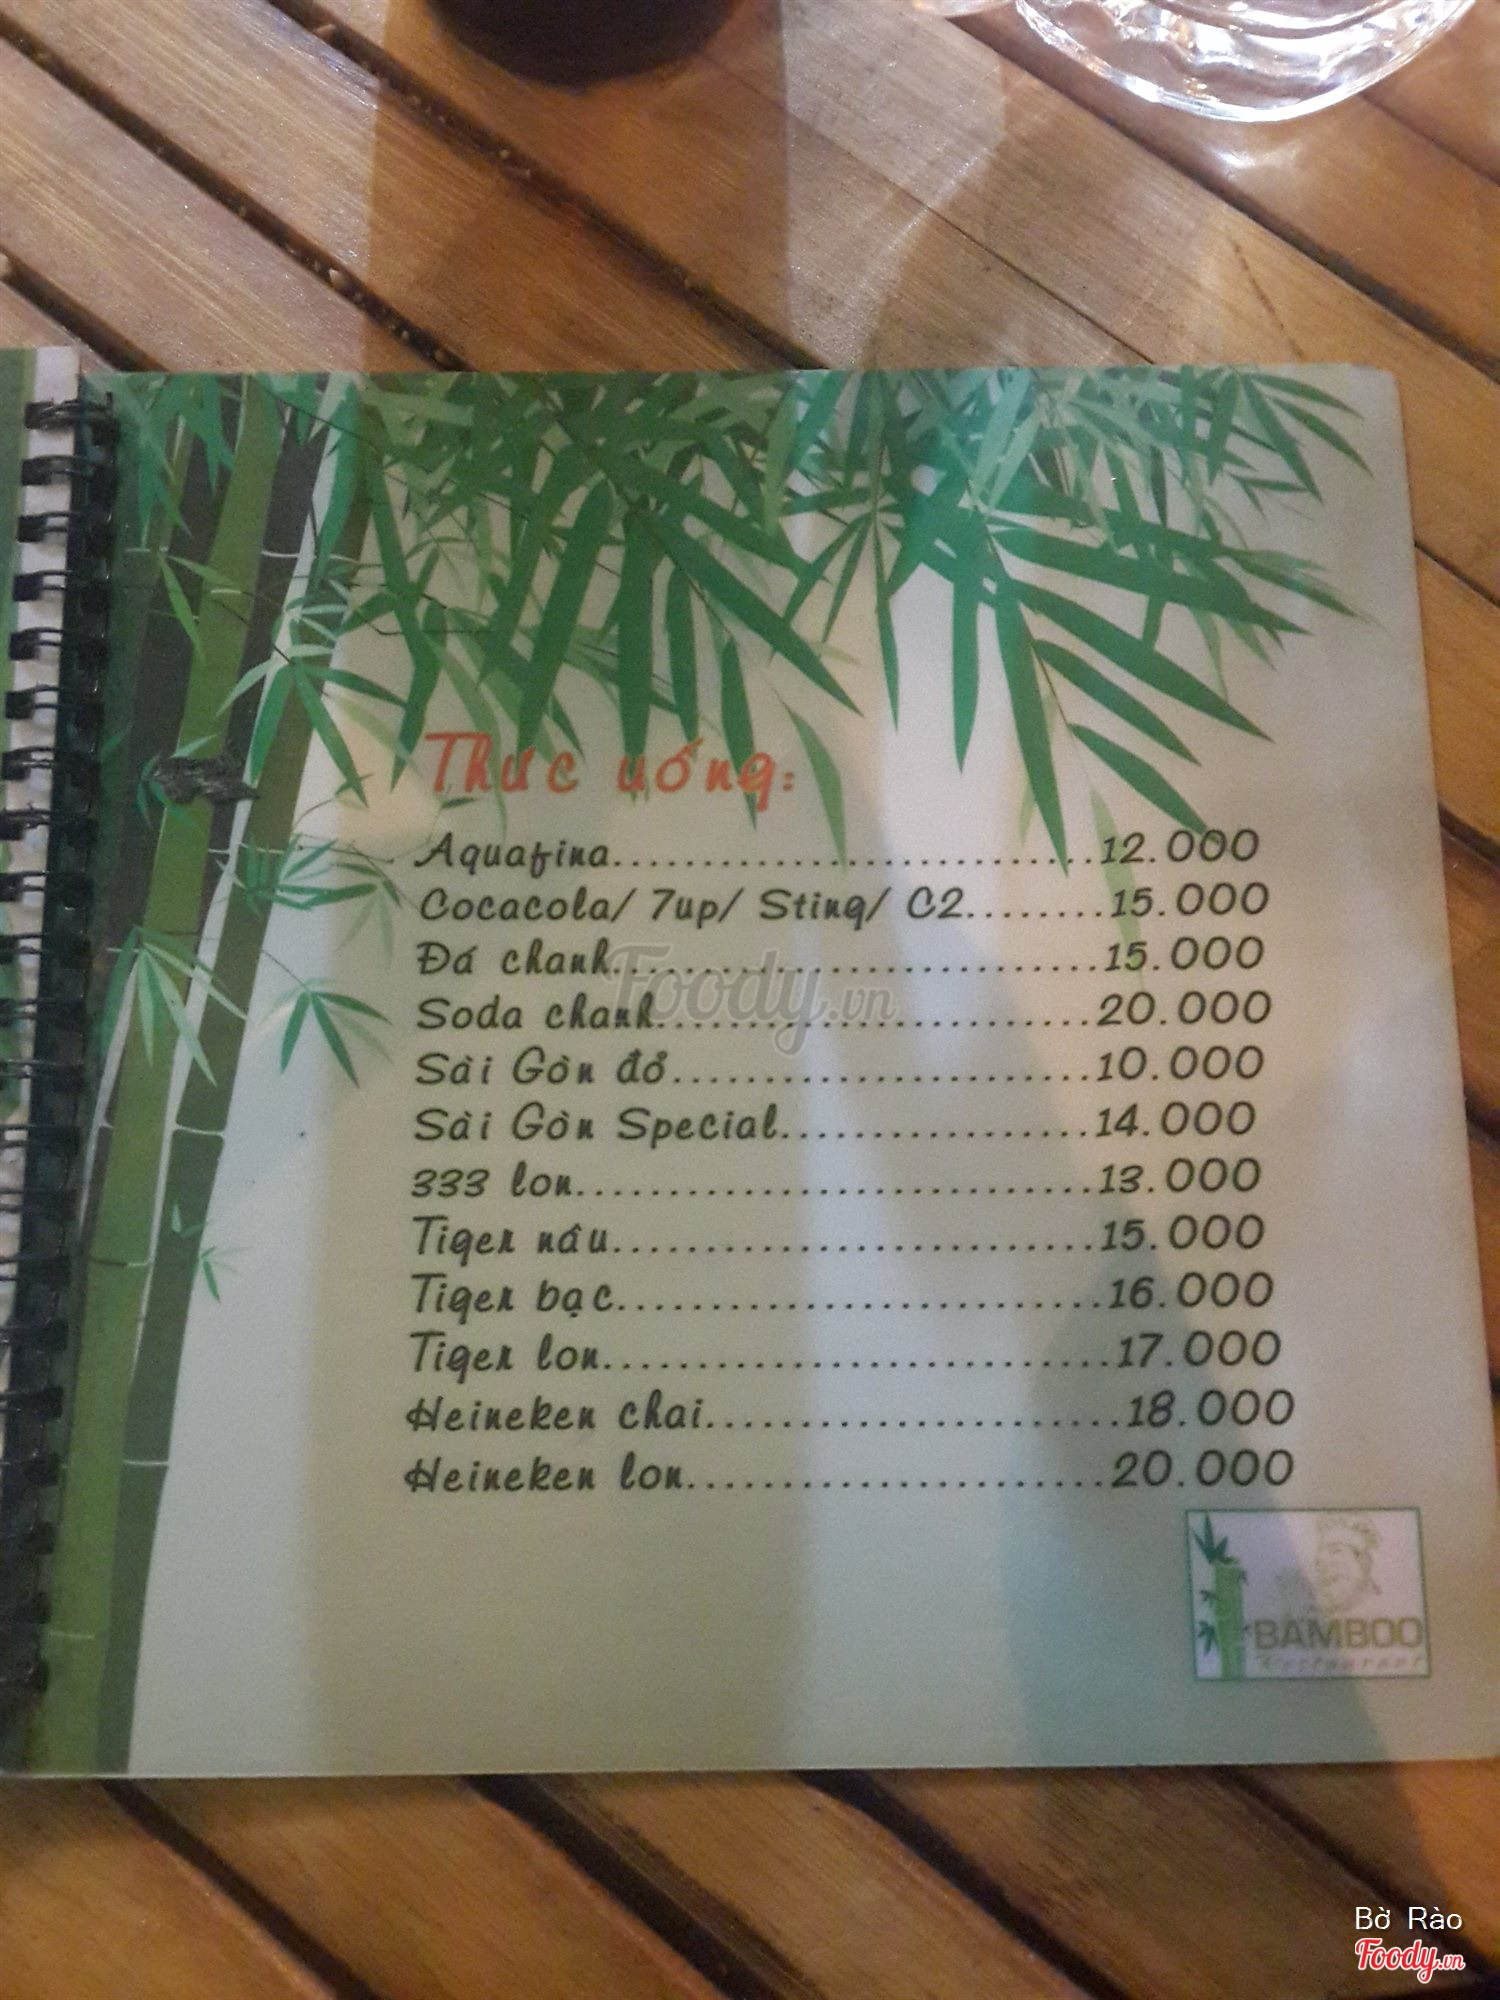 Thức uống:
Aquafina............................12.000
Cocacola/ 7up/ Sting/ C2........15.000
Đá chanh............................15.000
Soda chanh.........................20.000
Sài Gòn đỏ........................10.000
Sài Gòn Special.................14.000
333 lon.............................13.000
Tiger nâu...........................15.000
Tiger bạc...........................16.000
Tiger lon............................17.000
Heineken chai.......................18.000
Heineken lon.......................20.000
Foody.vn
BAMBOO
Restaurant
Bờ Rào
Foody.vn